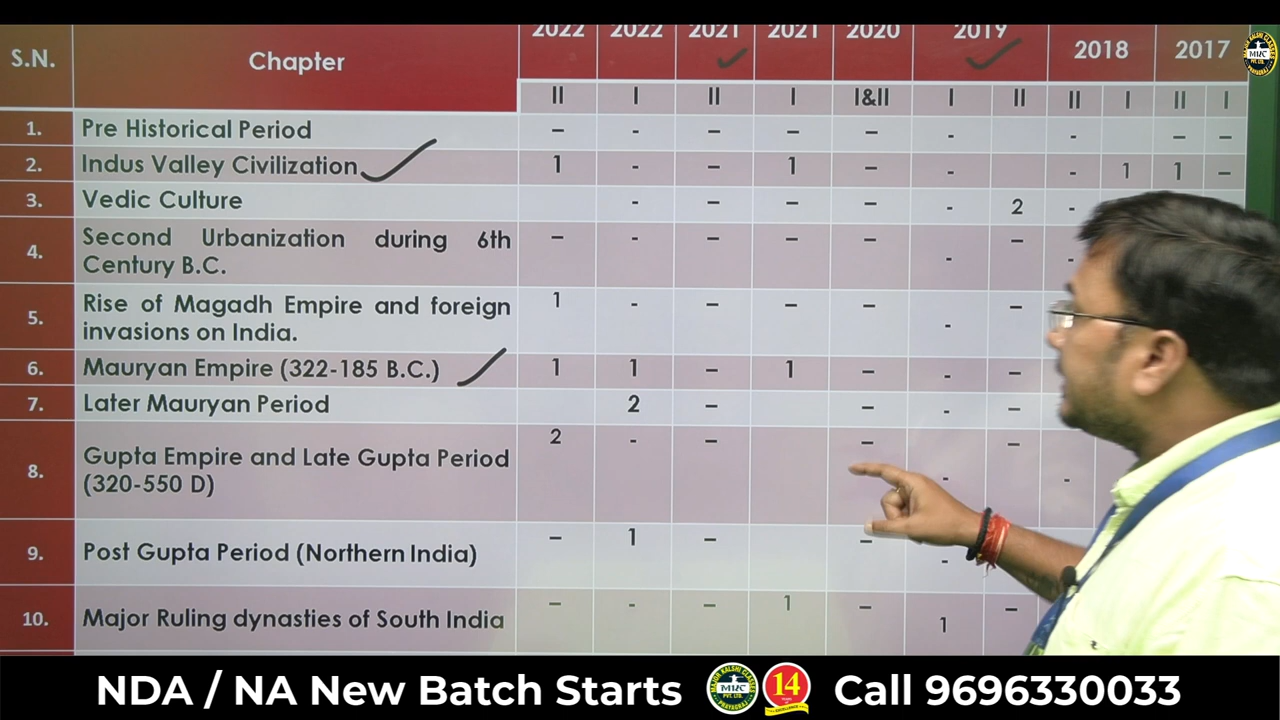 S.N. Chapter 2022 2022 2021 2021 2020 2019 2018 2017
II I II I I&II I II II I II I
1. Pre Historical Period – - – – – - - – –
2. Indus Valley Civilization 1 - – 1 – - - 1 1 –
3. Vedic Culture - – – – - 2 -
4. Second Urbanization during 6th – - – – – - – -
Century B.C.
5. Rise of Magadh Empire and foreign 1 - – – – - –
invasions on India.
6. Mauryan Empire (322-185 B.C.) 1 1 – 1 – - –
7. Later Mauryan Period 2 – – - –
8. Gupta Empire and Late Gupta Period 2 - – – - – -
(320-550 D)
9. Post Gupta Period (Northern India) – 1 – – -
10. Major Ruling dynasties of South India – - – 1 – 1 –
NDA / NA New Batch Starts MKC PVT. LTD. 14 Call 9696330033